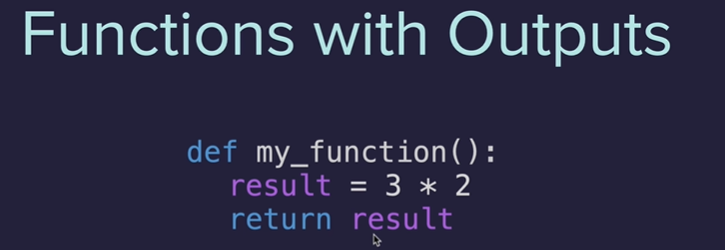 Functions with Outputs
def my_function():
result = 3 * 2
return result